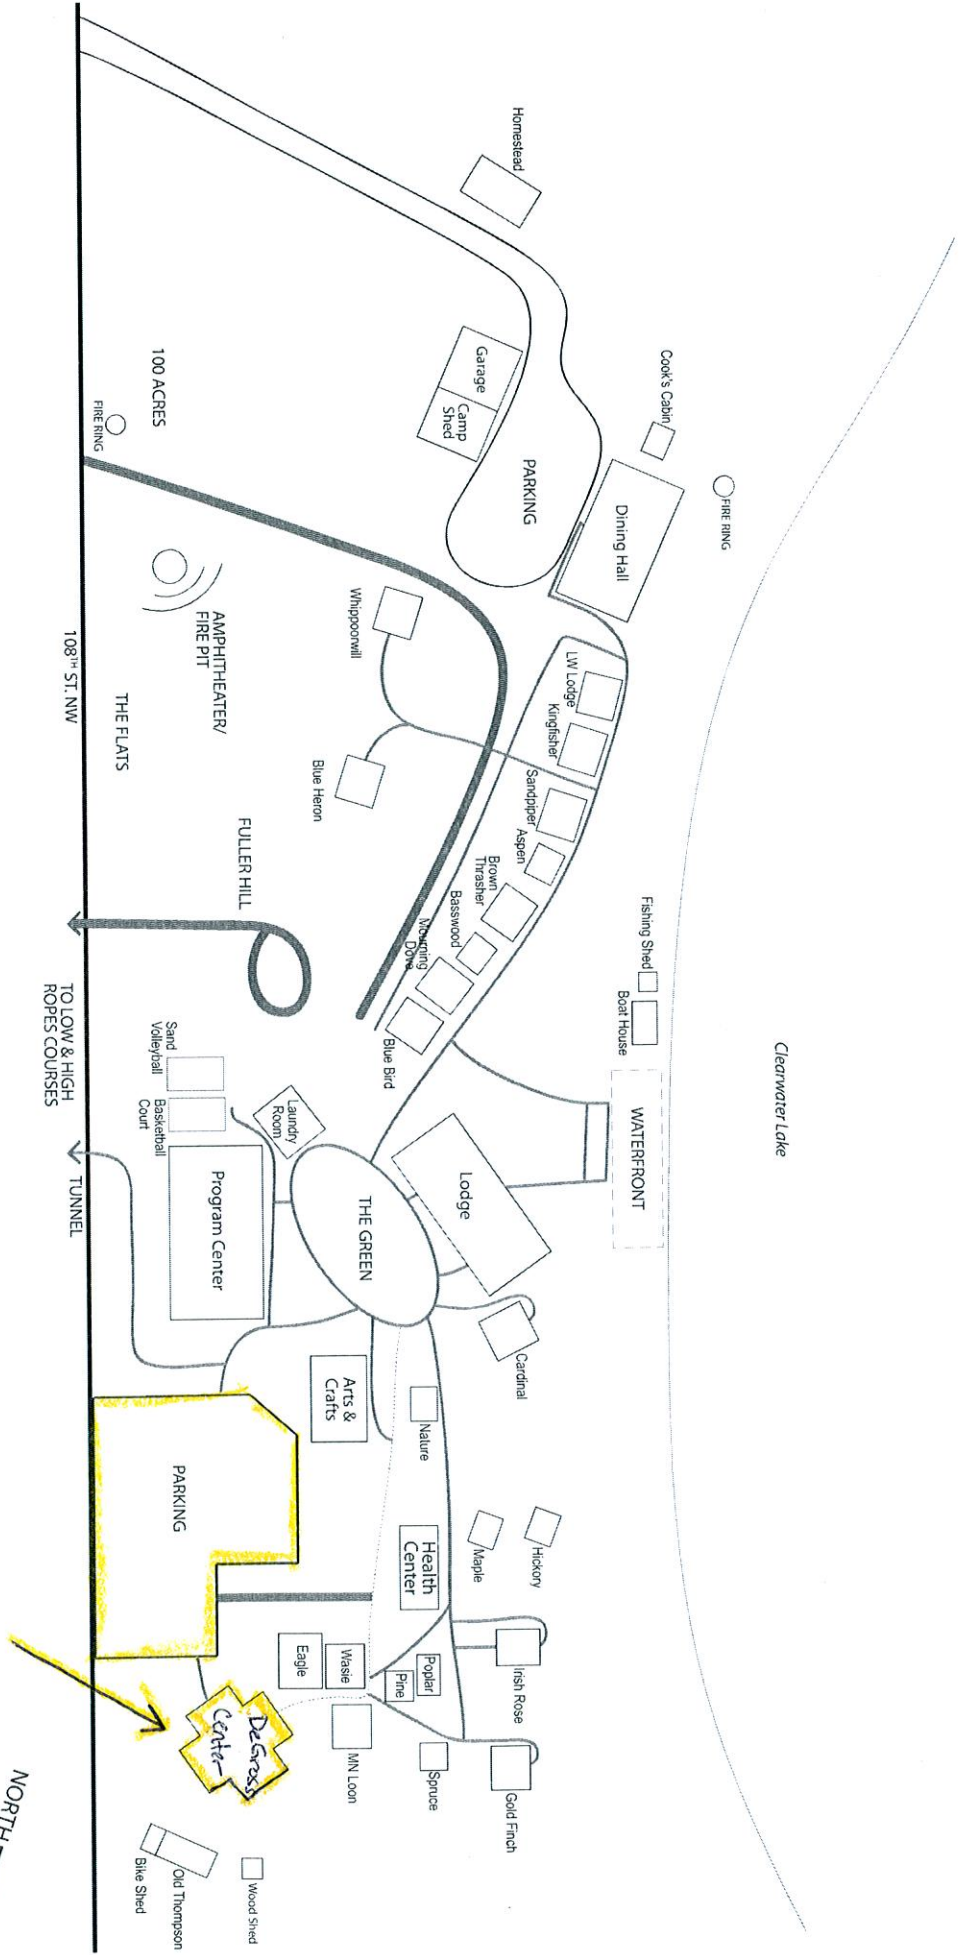 Homestead
Garage
Camp
Shed
PARKING
Cook's Cabin
Dining Hall
FIRE RING
100 ACRES
FIRE RING
AMPHITHEATER/
FIRE PIT
Whippoorwill
Blue Heron
LW Lodge
Kingfisher
Sandpiper
Aspen
Brown
Thrasher
Basswood
Mourning
Dove
Blue Bird
Fishing Shed
Boat House
WATERFRONT
Clearwater Lake
108TH ST. NW
THE FLATS
FULLER HILL
TO LOW & HIGH
ROPES COURSES
Sand
Volleyball
Basketball
Court
Laundry
Room
TUNNEL
Program Center
THE GREEN
Lodge
Cardinal
Arts &
Crafts
Nature
PARKING
Health
Center
Maple
Hickory
Eagle
Wasie
Pine
Poplar
Irish Rose
MN Loon
Spruce
Gold Finch
DeGross
Center
Bike Shed
Old Thompson
Wood Shed
NORTH